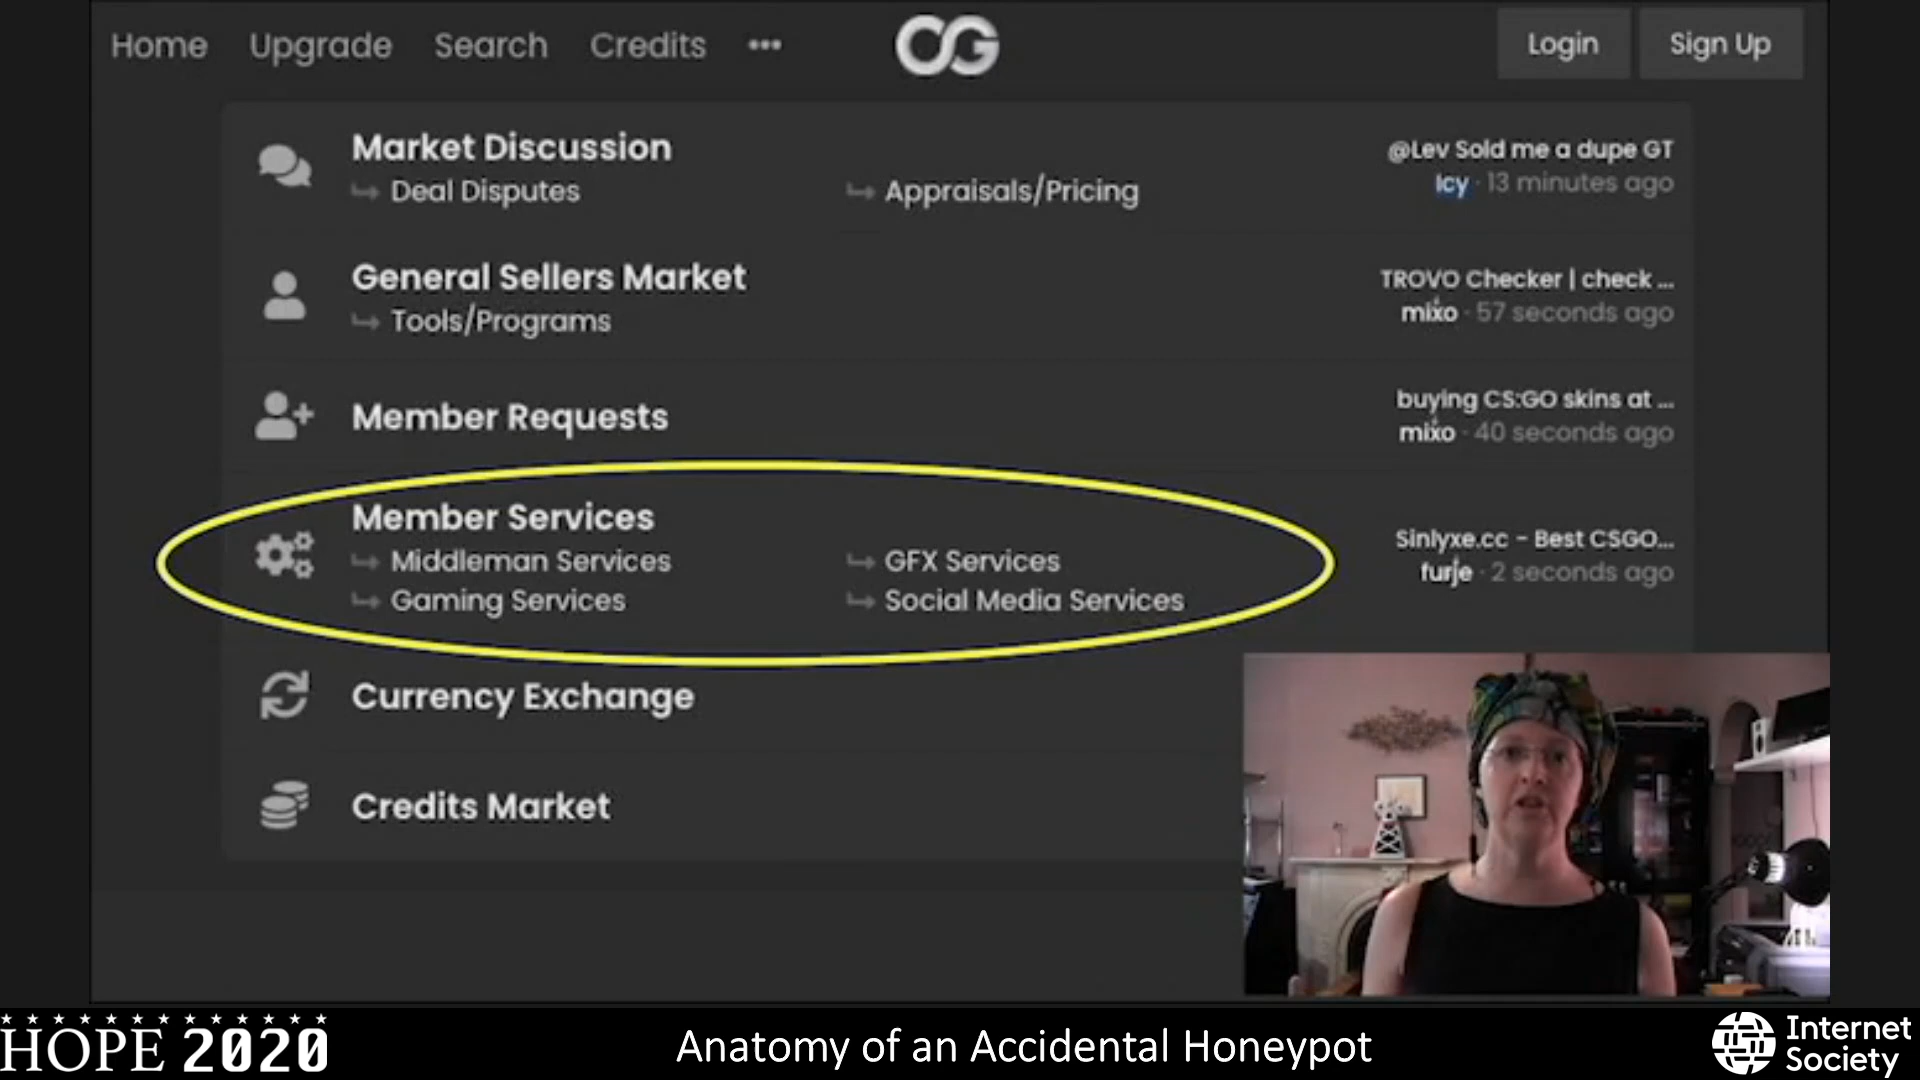 Home Upgrade Search Credits ••• OG Login Sign Up
Market Discussion
Deal Disputes Appraisals/Pricing
@Lev Sold me a dupe GT
Icy · 13 minutes ago
General Sellers Market
Tools/Programs
TROVO Checker | check ...
mixo · 57 seconds ago
Member Requests
buying CS:GO skins at ...
mixo · 40 seconds ago
Member Services
Middleman Services GFX Services
Gaming Services Social Media Services
Sinlyxe.cc - Best CSGO...
furje · 2 seconds ago
Currency Exchange
Credits Market
HOPE 2020
Anatomy of an Accidental Honeypot
Internet
Society